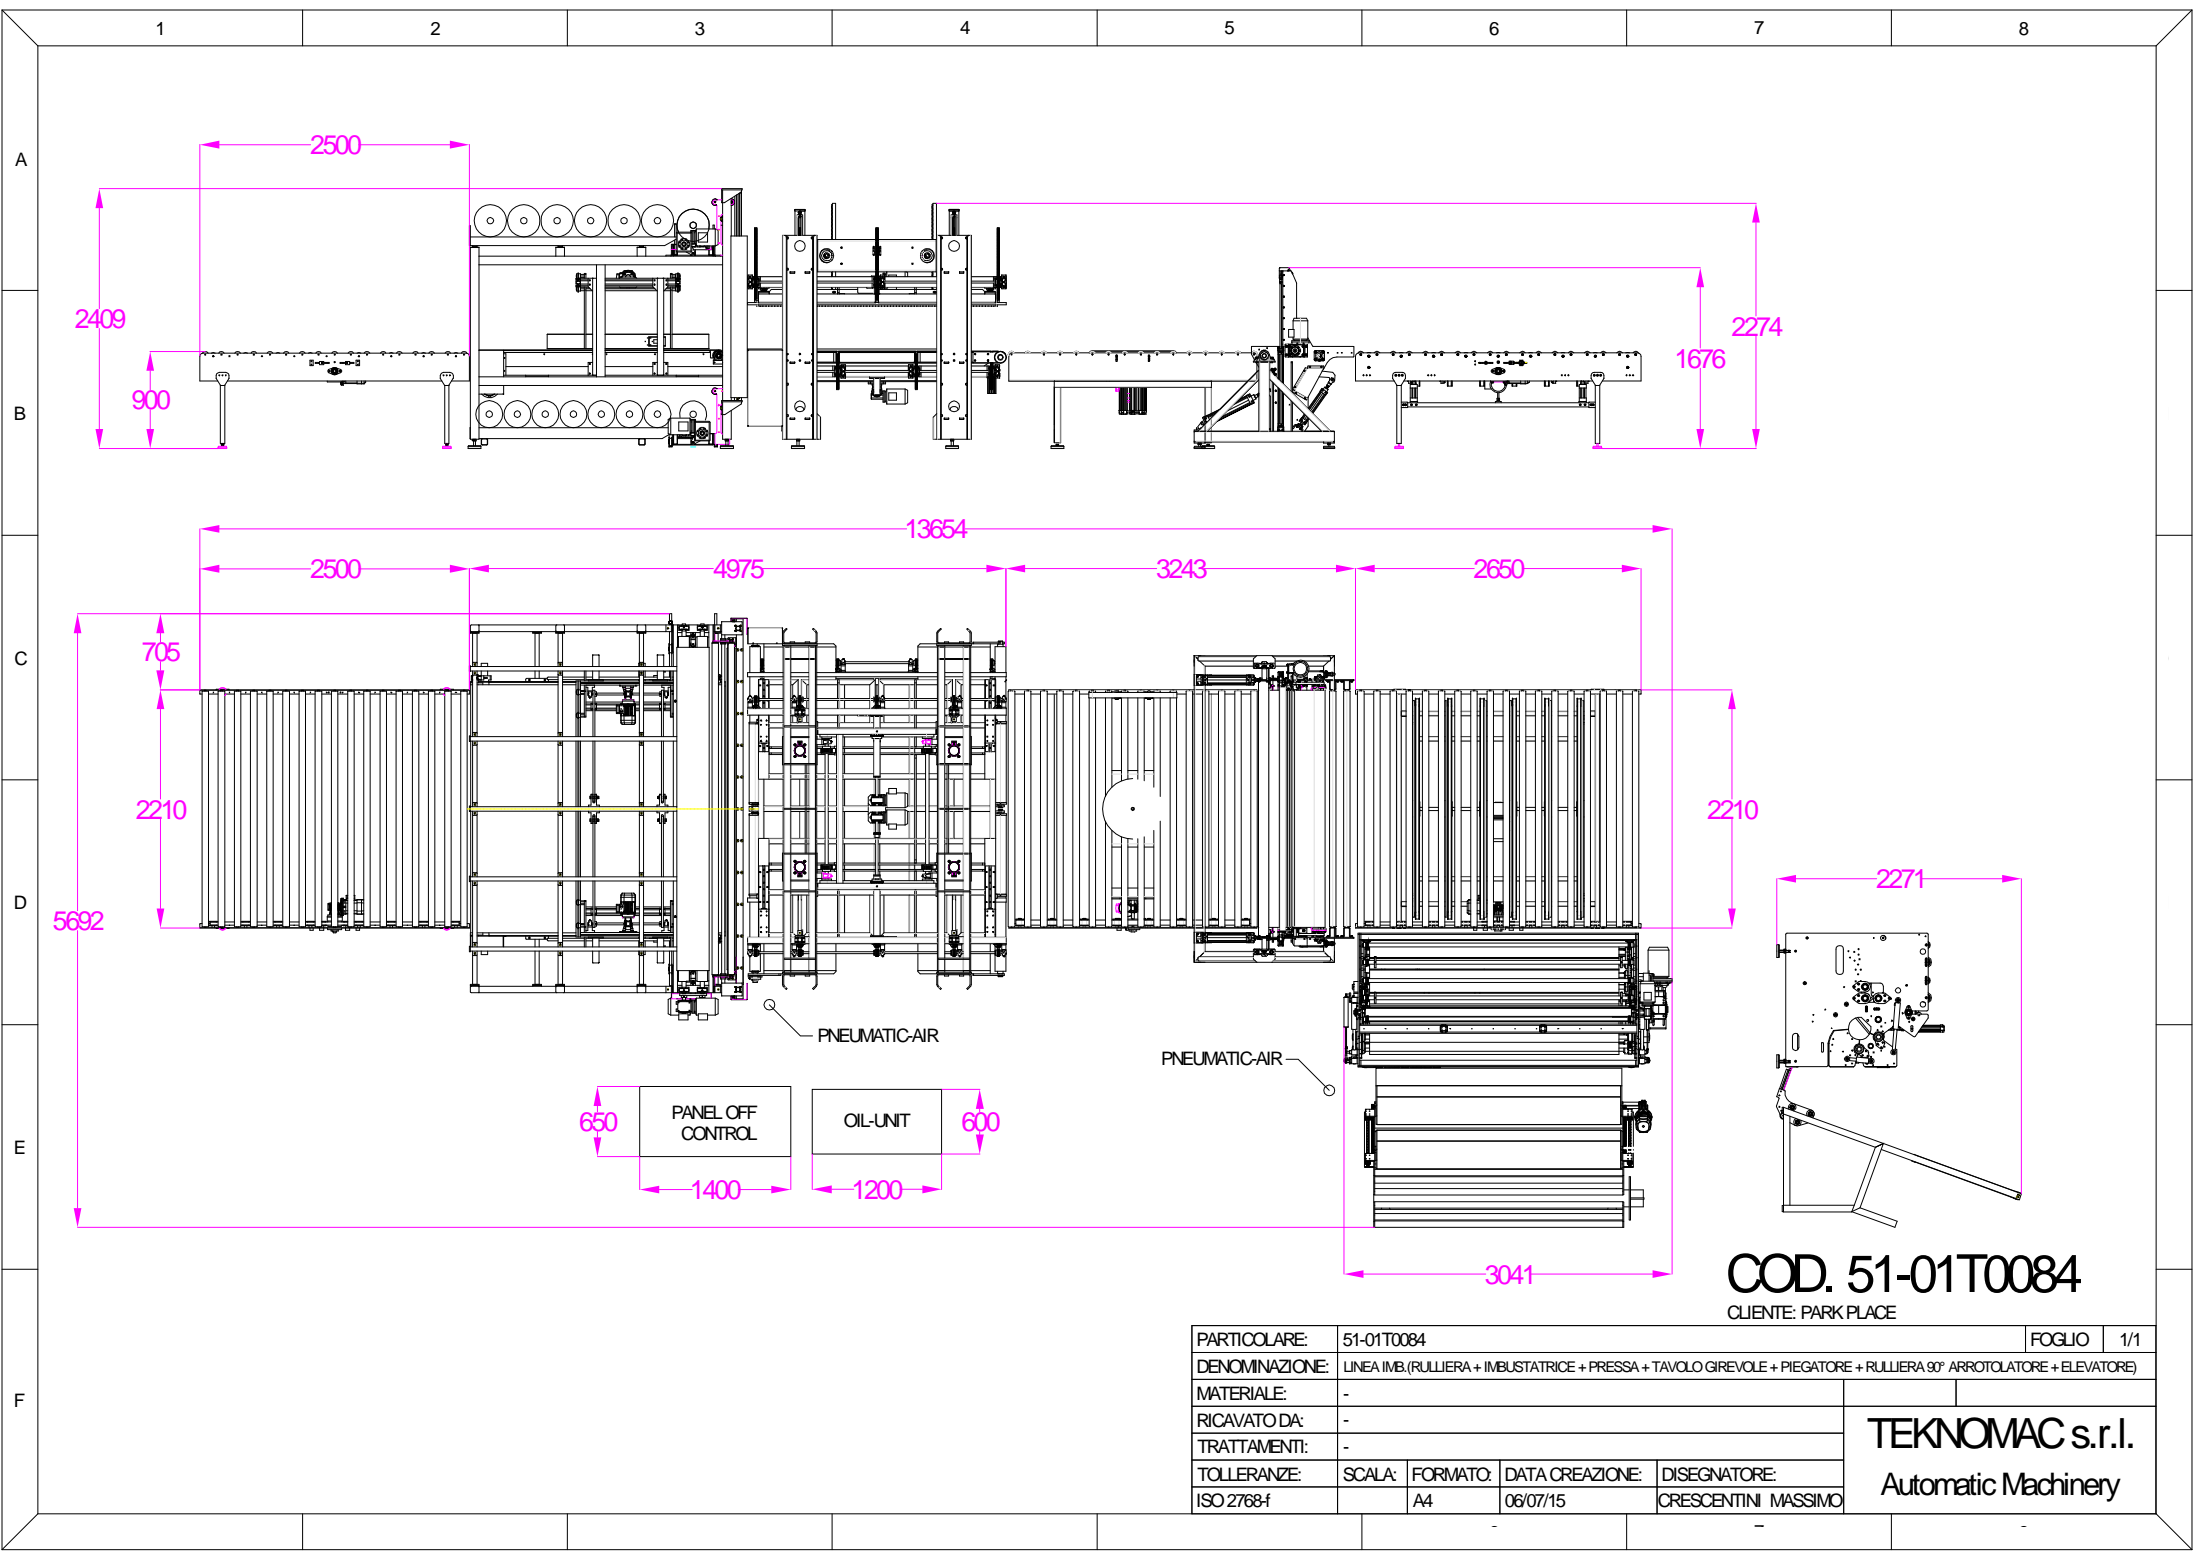 1 2 3 4 5 6 7 8
A
B
C
D
E
F
2500
2409
900
2274
1676
13654
2500 4975 3243 2650
705
2210
5692
2210
2271
PNEUMATIC-AIR
PNEUMATIC-AIR
650
PANEL OFF
CONTROL
1400
OIL-UNIT
600
1200
3041
COD. 51-01T0084
CLIENTE: PARK PLACE
PARTICOLARE: 51-01T0084 FOGLIO 1/1
DENOMINAZIONE: LINEA IMB.(RULLIERA + IMBUSTATRICE + PRESSA + TAVOLO GIREVOLE + PIEGATORE + RULLIERA 90° ARROTOLATORE + ELEVATORE)
MATERIALE: -
RICAVATO DA: -
TRATTAMENTI: -
TOLLERANZE: SCALA: FORMATO: DATA CREAZIONE: DISEGNATORE:
ISO 2768-f A4 06/07/15 CRESCENTINI MASSIMO
TEKNOMAC s.r.l.
Automatic Machinery